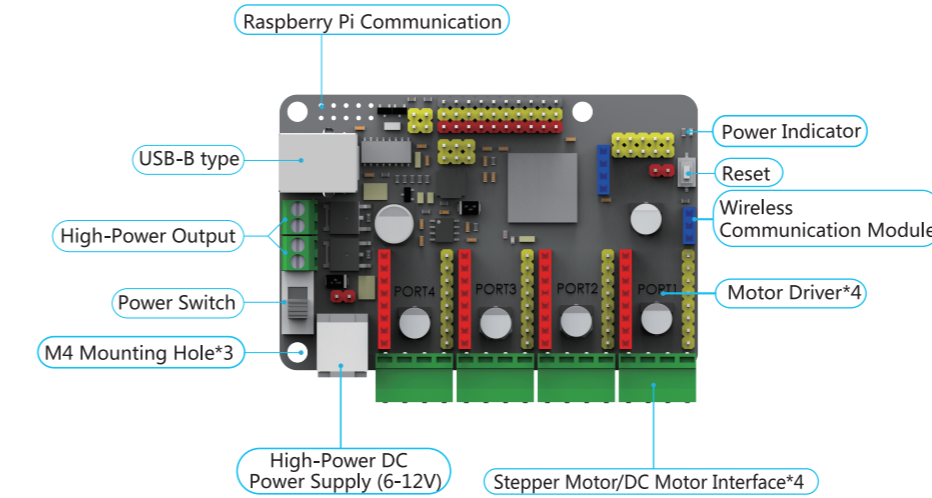 Raspberry Pi Communication
USB-B type
High-Power Output
Power Switch
M4 Mounting Hole*3
High-Power DC
Power Supply (6-12V)
Stepper Motor/DC Motor Interface*4
Power Indicator
Reset
Wireless
Communication Module
Motor Driver*4
PORT4
PORT3
PORT2
PORT1